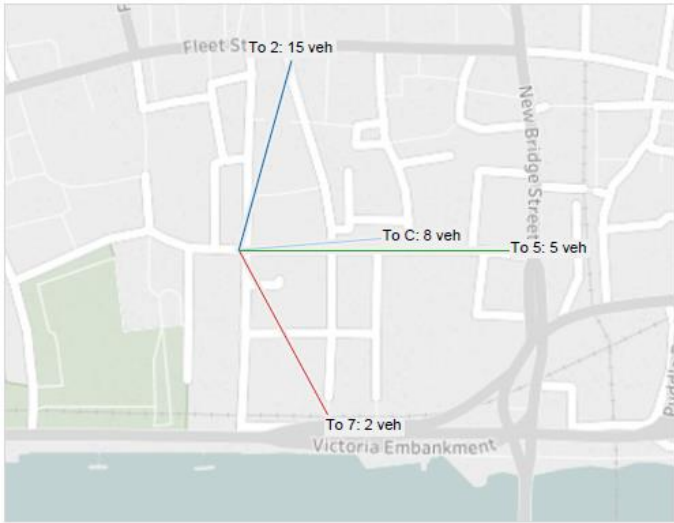 Fleet St
To 2: 15 veh
New Bridge Street
To C: 8 veh
To 5: 5 veh
To 7: 2 veh
Victoria Embankment